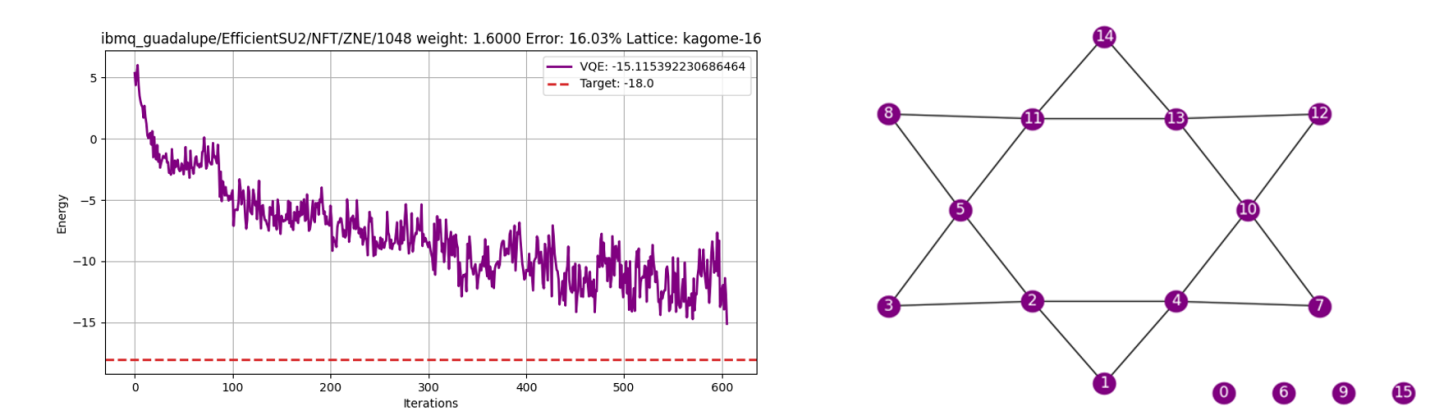 ibmq_guadalupe/EfficientSU2/NFT/ZNE/1048 weight: 1.6000 Error: 16.03% Lattice: kagome-16
VQE: -15.115392230686464
Target: -18.0
5
0
−5
−10
−15
Energy
0 100 200 300 400 500 600
Iterations
14
8 11 13 12
5 10
3 2 4 7
1
0 6 9 15